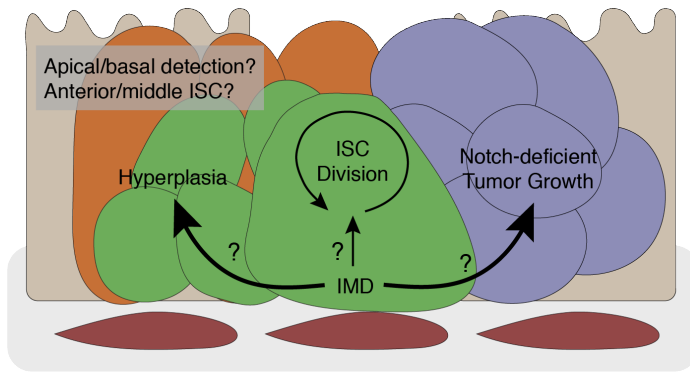 Apical/basal detection?
Anterior/middle ISC?
ISC
Division
Hyperplasia
Notch-deficient
Tumor Growth
?
?
?
IMD